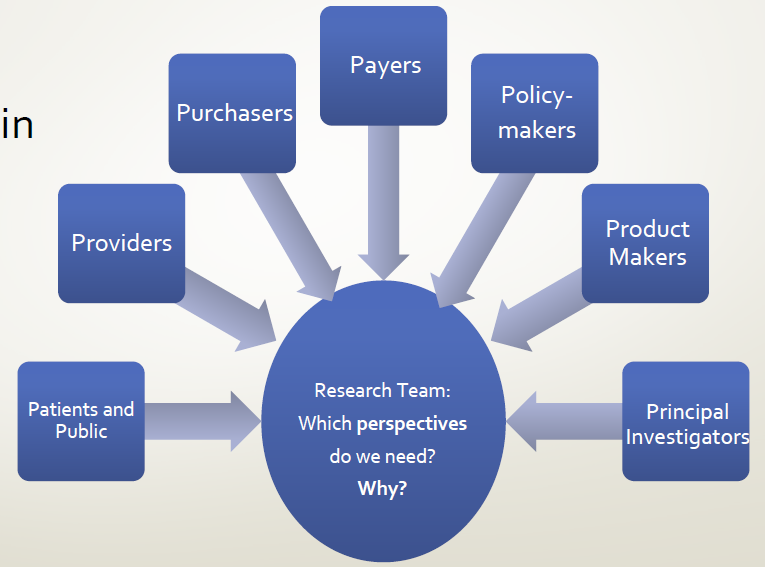 in
Payers
Purchasers
Policy-
makers
Providers
Product
Makers
Patients and
Public
Principal
Investigators
Research Team:
Which perspectives
do we need?
Why?